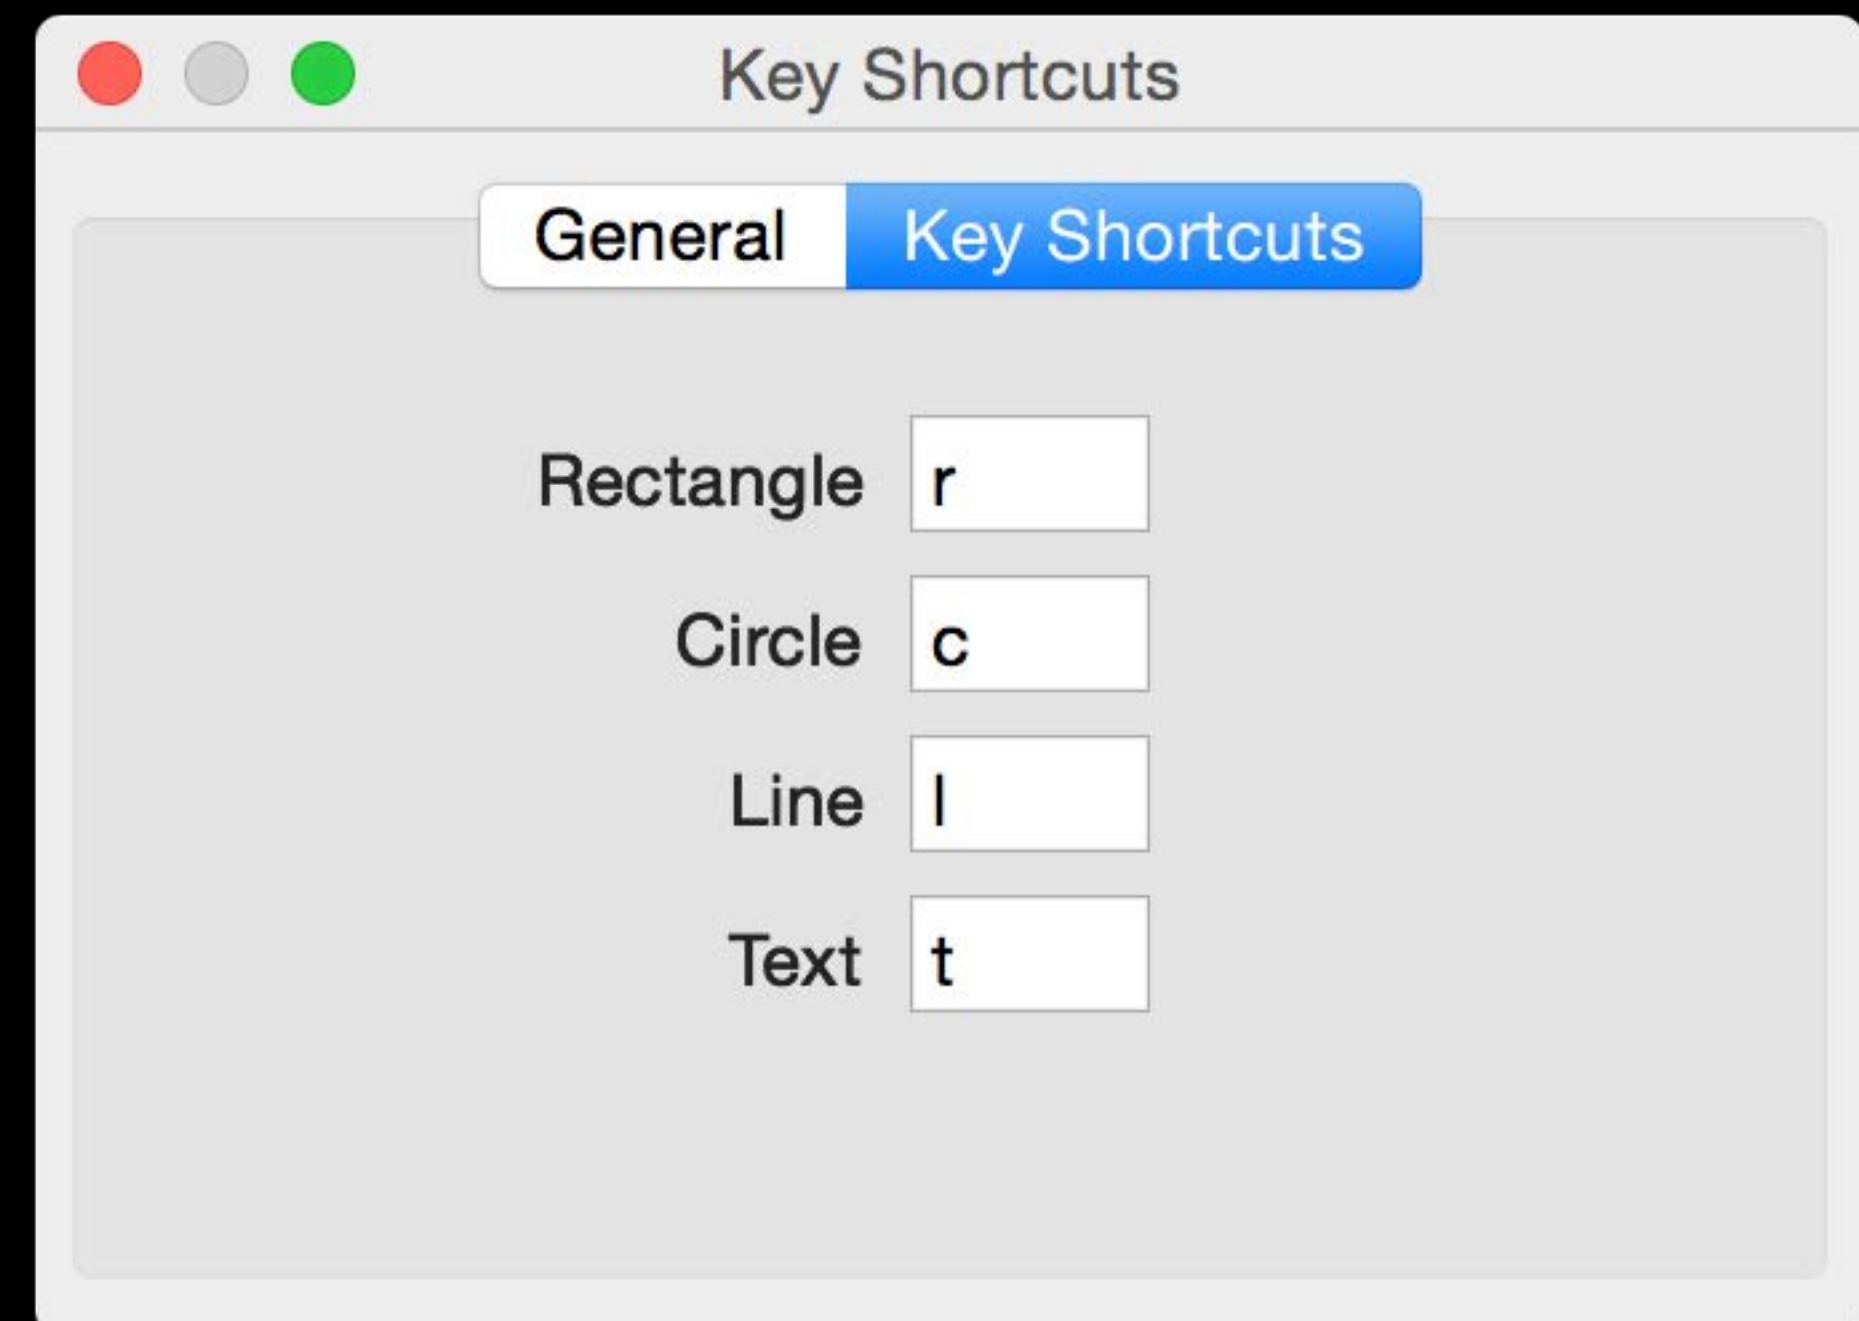 Key Shortcuts
General Key Shortcuts
Rectangle r
Circle c
Line l
Text t